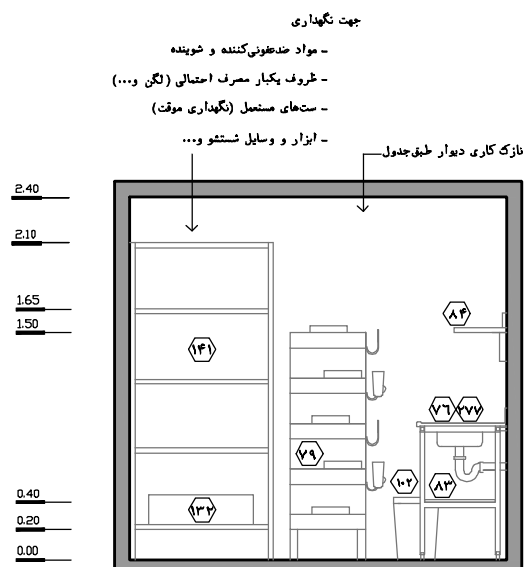 جهت نگهداری
- مواد ضدعفونی‌کننده و شوینده
- ظروف یکبار مصرف احتمالی (لگن و...)
- ست‌های مستعمل (نگهداری موقت)
- ابزار و وسایل شستشو و...
نازک کاری دیوار طبق‌جدول
2.40
2.10
1.65
1.50
0.40
0.20
0.00
۸۴
۱۴۱
۷۶
۲۷۷
۷۹
۱۰۲
۸۳
۱۳۲